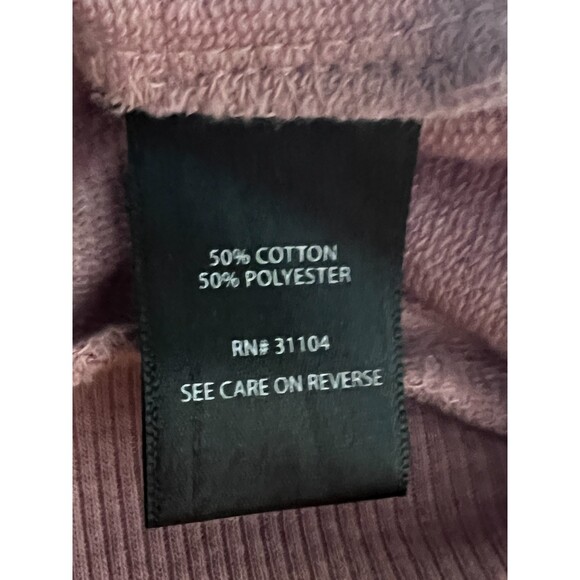 50% COTTON
50% POLYESTER
RN# 31104
SEE CARE ON REVERSE